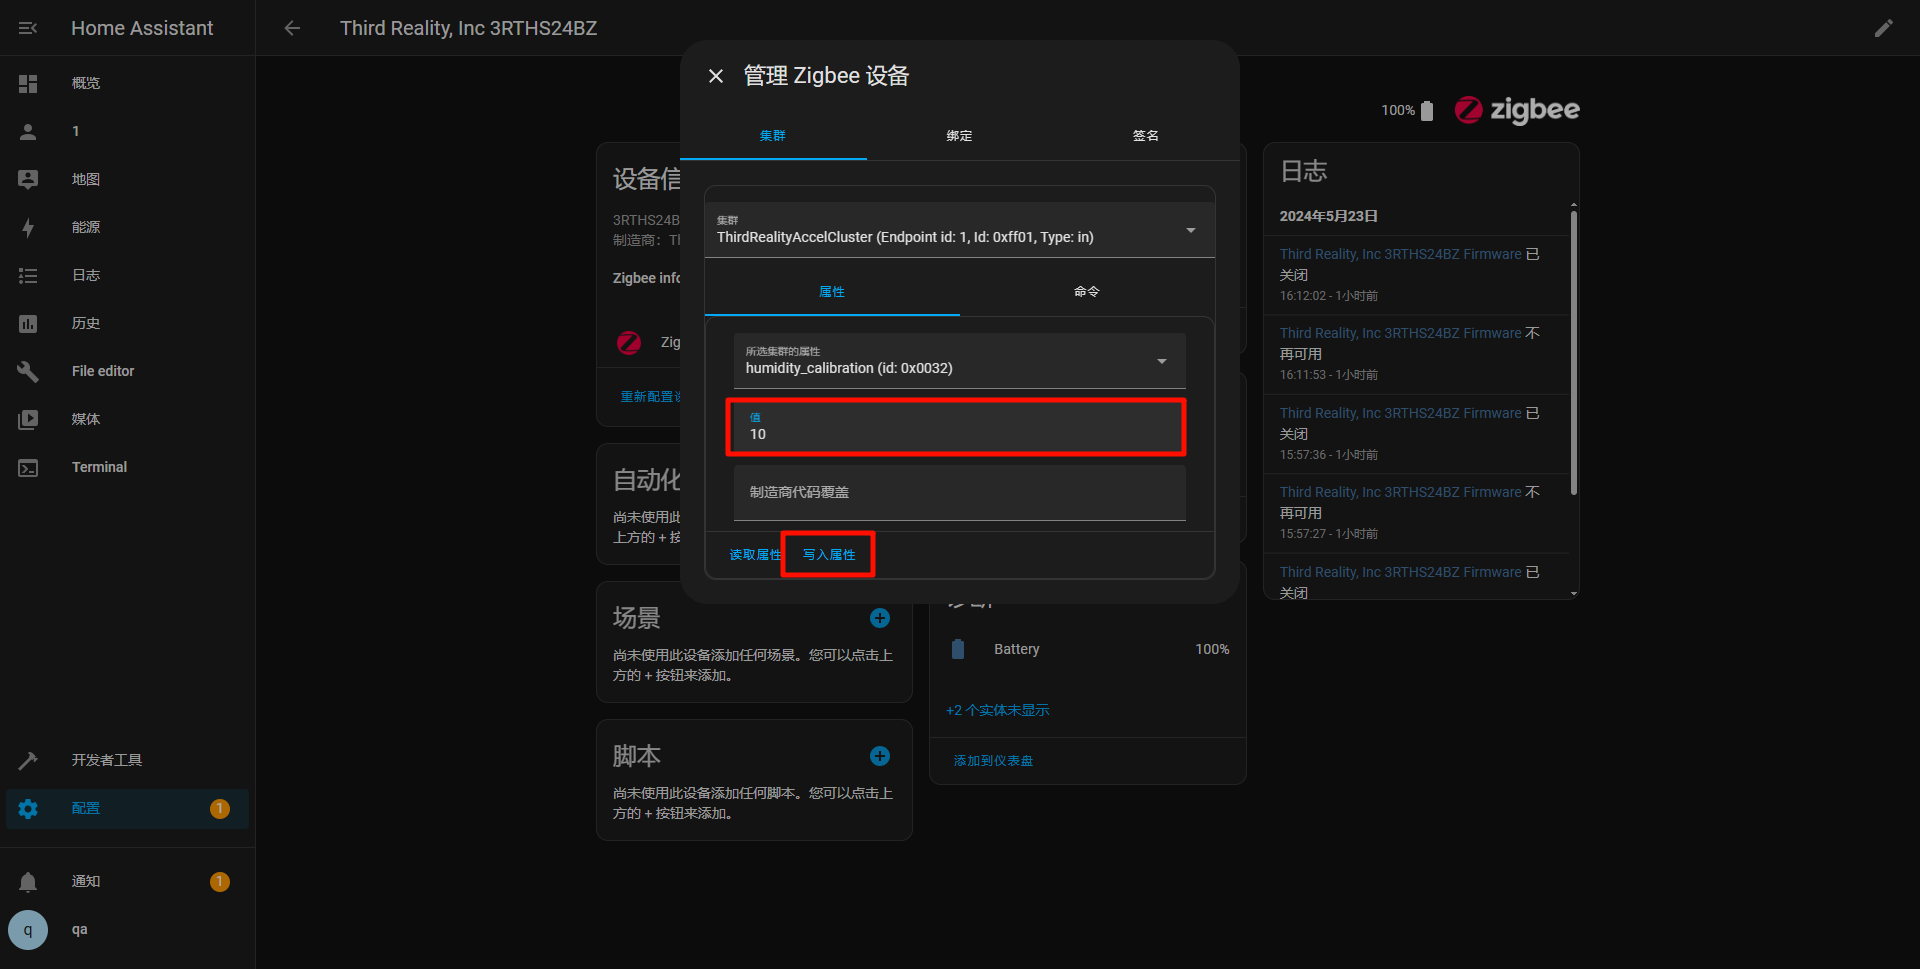 Home Assistant
Third Reality, Inc 3RTHS24BZ
概览
1
地图
能源
日志
历史
File editor
媒体
Terminal
开发者工具
配置
1
通知
1
q
qa
管理 Zigbee 设备
集群
绑定
签名
集群
ThirdRealityAccelCluster (Endpoint id: 1, Id: 0xff01, Type: in)
属性
命令
所选集群的属性
humidity_calibration (id: 0x0032)
值
10
制造商代码覆盖
读取属性
写入属性
设备信
3RTHS24B
制造商：Th
Zigbee info
Zig
重新配置
自动化
尚未使用此
上方的 + 按
场景
尚未使用此设备添加任何场景。您可以点击上
方的 + 按钮来添加。
脚本
尚未使用此设备添加任何脚本。您可以点击上
方的 + 按钮来添加。
Battery
100%
+2 个实体未显示
添加到仪表盘
100%
zigbee
日志
2024年5月23日
Third Reality, Inc 3RTHS24BZ Firmware 已
关闭
16:12:02 - 1小时前
Third Reality, Inc 3RTHS24BZ Firmware 不
再可用
16:11:53 - 1小时前
Third Reality, Inc 3RTHS24BZ Firmware 已
关闭
15:57:36 - 1小时前
Third Reality, Inc 3RTHS24BZ Firmware 不
再可用
15:57:27 - 1小时前
Third Reality, Inc 3RTHS24BZ Firmware 已
关闭